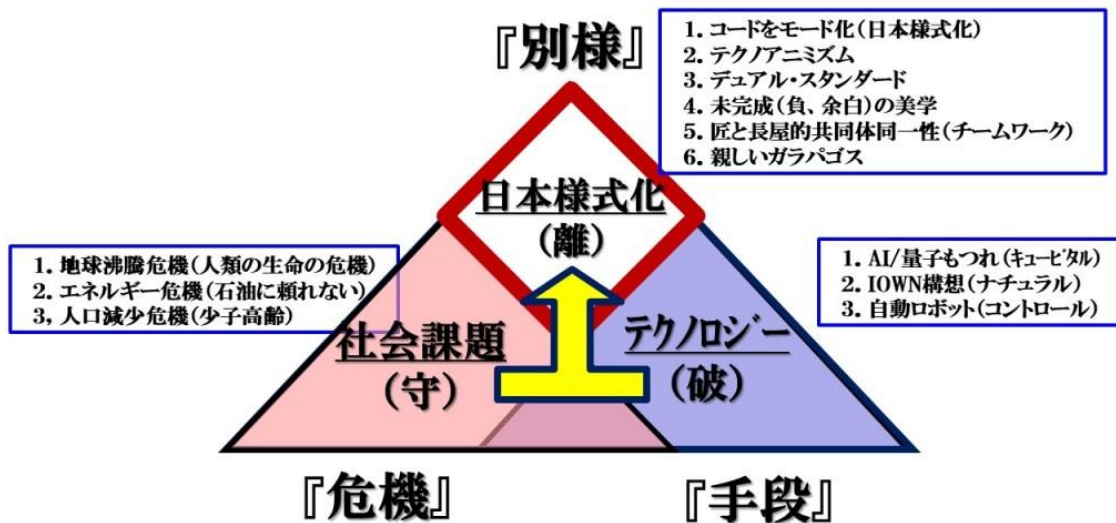 『別様』
1. コードをモード化(日本様式化)
2. テクノアニミズム
3. デュアル・スタンダード
4. 未完成(負、余白)の美学
5. 匠と長屋的共同体同一性(チームワーク)
6. 親しいガラパゴス
日本様式化
(離)
1. 地球沸騰危機(人類の生命の危機)
2. エネルギー危機(石油に頼れない)
3, 人口減少危機(少子高齢)
1. AI/量子もつれ(キュービタル)
2. IOWN構想(ナチュラル)
3. 自動ロボット(コントロール)
社会課題
(守)
テクノロジー
(破)
『危機』
『手段』